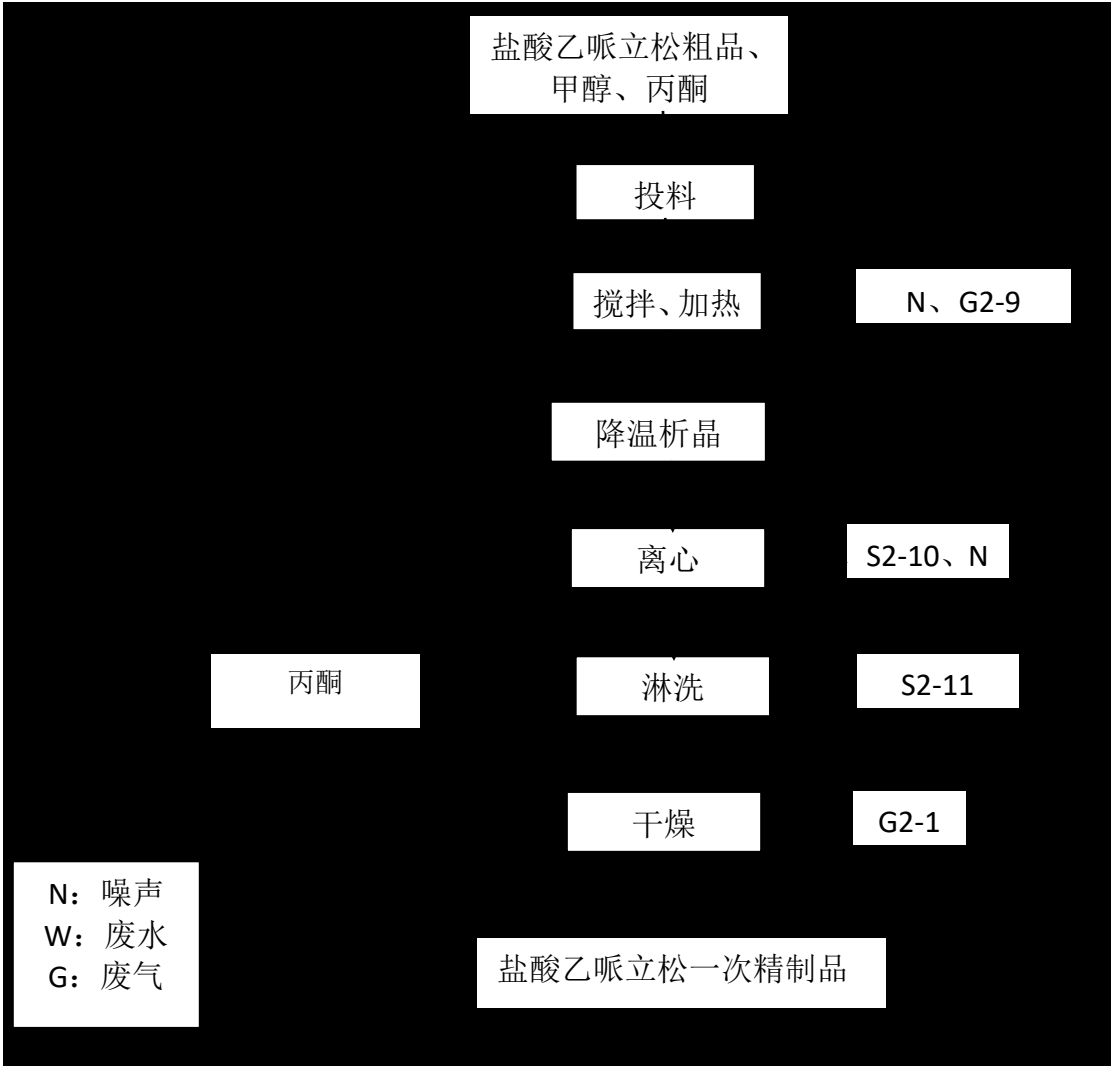 盐酸乙哌立松粗品、
甲醇、丙酮
投料
搅拌、加热
N、G2-9
降温析晶
离心
S2-10、N
丙酮
淋洗
S2-11
干燥
G2-1
N：噪声
W：废水
G：废气
盐酸乙哌立松一次精制品